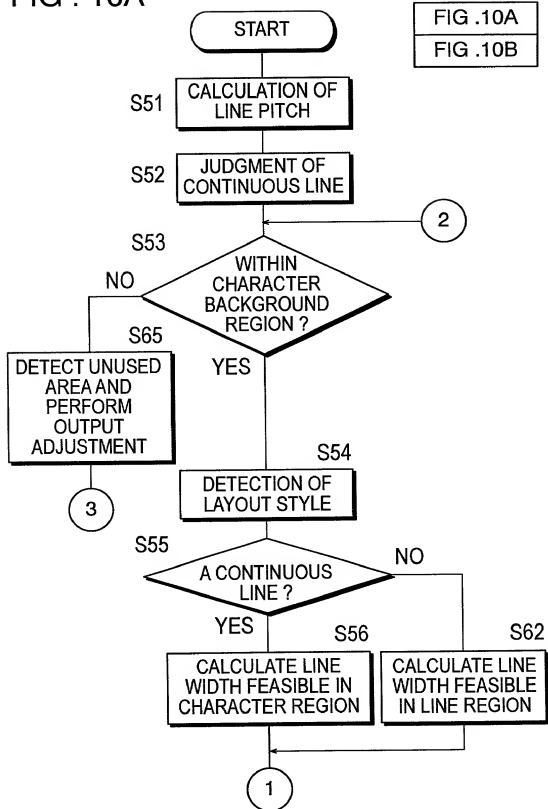 FIG . 10A
FIG .10A
FIG .10B
START
S51
CALCULATION OF
LINE PITCH
S52
JUDGMENT OF
CONTINUOUS LINE
2
S53
WITHIN
CHARACTER
BACKGROUND
REGION ?
NO
YES
S65
DETECT UNUSED
AREA AND
PERFORM
OUTPUT
ADJUSTMENT
3
S54
DETECTION OF
LAYOUT STYLE
S55
A CONTINUOUS
LINE ?
NO
YES
S56
CALCULATE LINE
WIDTH FEASIBLE IN
CHARACTER REGION
S62
CALCULATE LINE
WIDTH FEASIBLE
IN LINE REGION
1